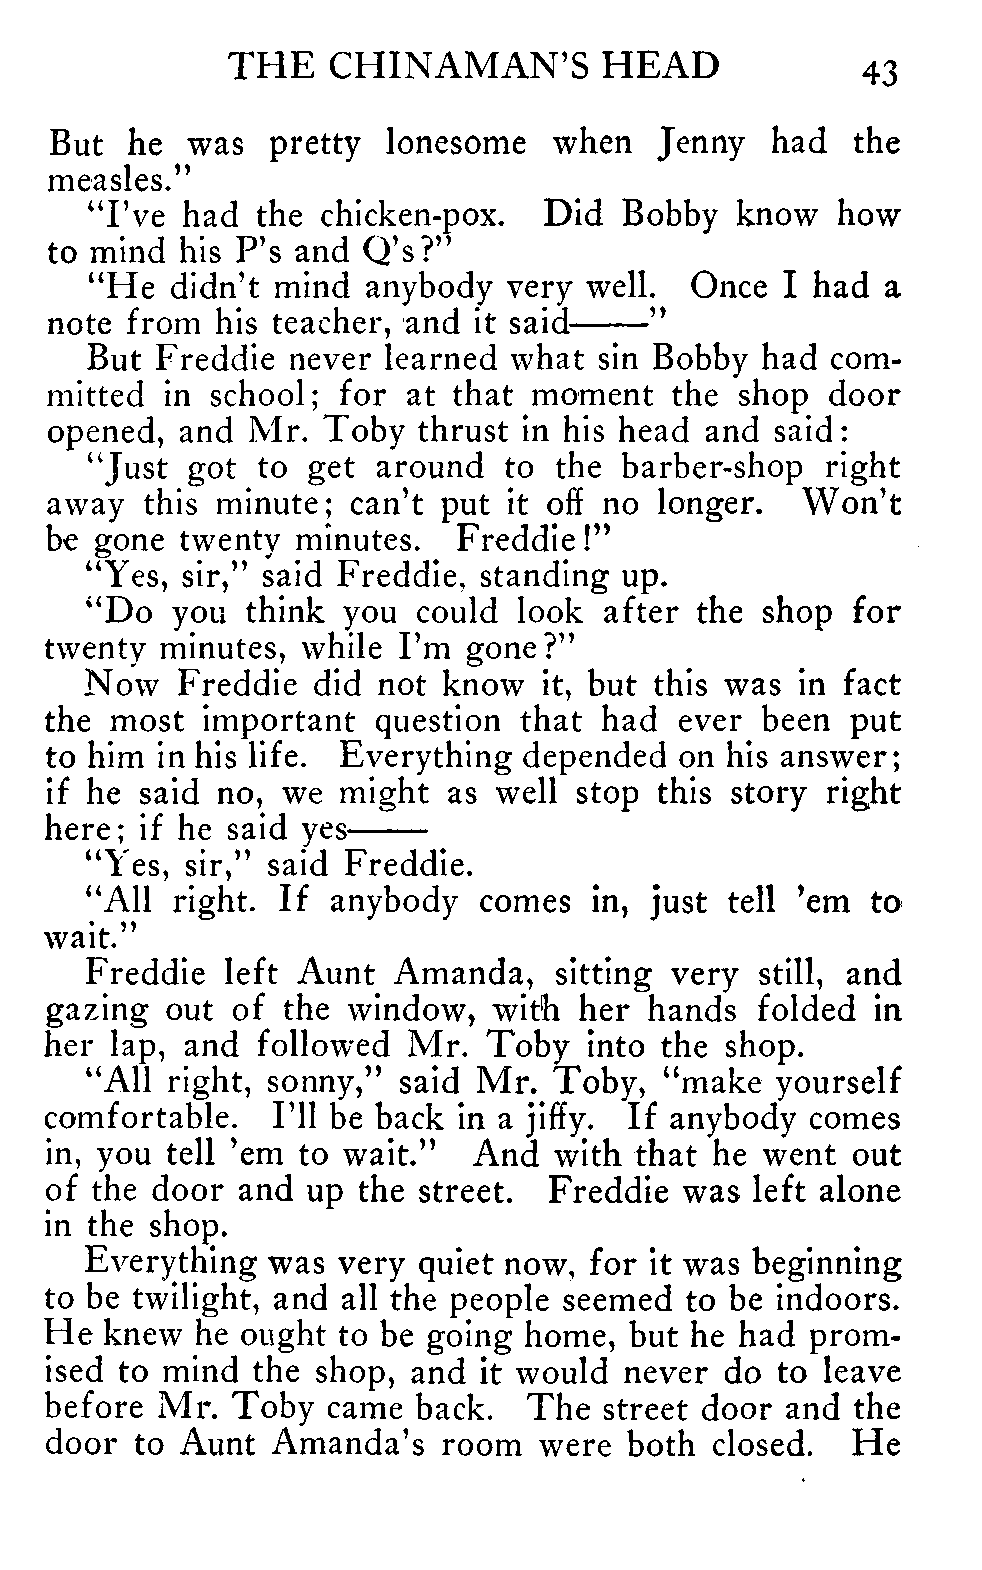 THE CHINAMAN'S HEAD 43
But he was pretty lonesome when Jenny had the
measles."
"I've had the chicken-pox. Did Bobby know how
to mind his P's and Q's?"
"He didn't mind anybody very well. Once I had a
note from his teacher, and it said——"
But Freddie never learned what sin Bobby had com-
mitted in school; for at that moment the shop door
opened, and Mr. Toby thrust in his head and said:
"Just got to get around to the barber-shop right
away this minute; can't put it off no longer. Won't
be gone twenty minutes. Freddie!"
"Yes, sir," said Freddie, standing up.
"Do you think you could look after the shop for
twenty minutes, while I'm gone?"
Now Freddie did not know it, but this was in fact
the most important question that had ever been put
to him in his life. Everything depended on his answer;
if he said no, we might as well stop this story right
here; if he said yes——
"Yes, sir," said Freddie.
"All right. If anybody comes in, just tell 'em to
wait."
Freddie left Aunt Amanda, sitting very still, and
gazing out of the window, with her hands folded in
her lap, and followed Mr. Toby into the shop.
"All right, sonny," said Mr. Toby, "make yourself
comfortable. I'll be back in a jiffy. If anybody comes
in, you tell 'em to wait." And with that he went out
of the door and up the street. Freddie was left alone
in the shop.
Everything was very quiet now, for it was beginning
to be twilight, and all the people seemed to be indoors.
He knew he ought to be going home, but he had prom-
ised to mind the shop, and it would never do to leave
before Mr. Toby came back. The street door and the
door to Aunt Amanda's room were both closed. He